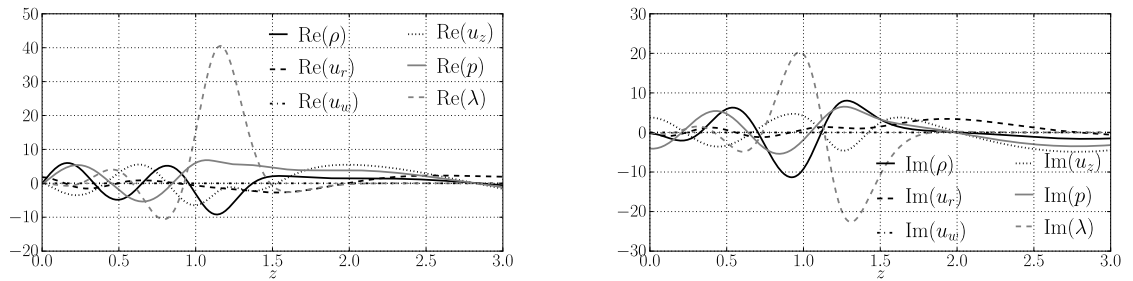 50
40
30
20
10
0
−10
−20
0.0 0.5 1.0 1.5 2.0 2.5 3.0
z
Re(ρ)
Re(u_r)
Re(u_w)
Re(u_z)
Re(p)
Re(λ)
30
20
10
0
−10
−20
−30
0.0 0.5 1.0 1.5 2.0 2.5 3.0
z
Im(ρ)
Im(u_r)
Im(u_w)
Im(u_z)
Im(p)
Im(λ)